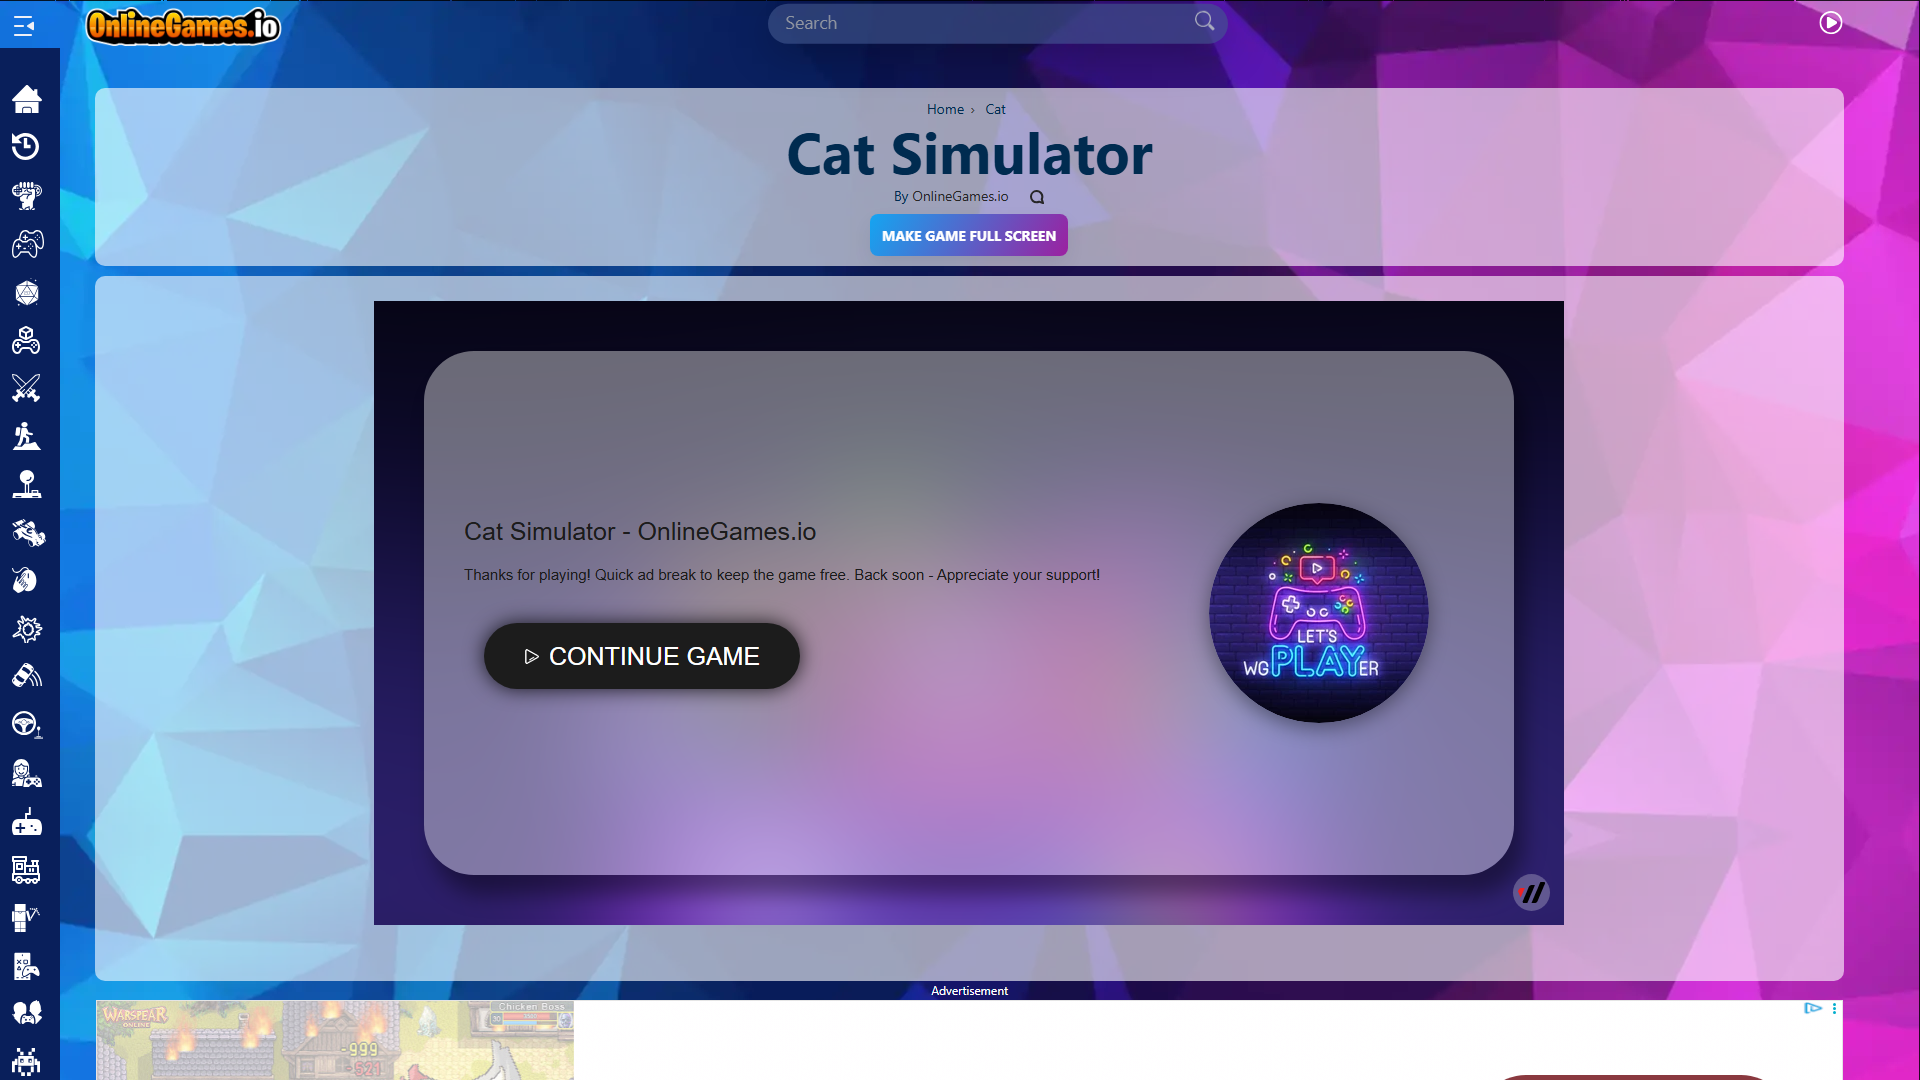 OnlineGames.io
Search
Home › Cat
Cat Simulator
By OnlineGames.io
MAKE GAME FULL SCREEN
Cat Simulator - OnlineGames.io
Thanks for playing! Quick ad break to keep the game free. Back soon - Appreciate your support!
CONTINUE GAME
LET'S
WGPLAYER
Advertisement
WARSPEAR
ONLINE
Chicken Boss
30
-999
-521